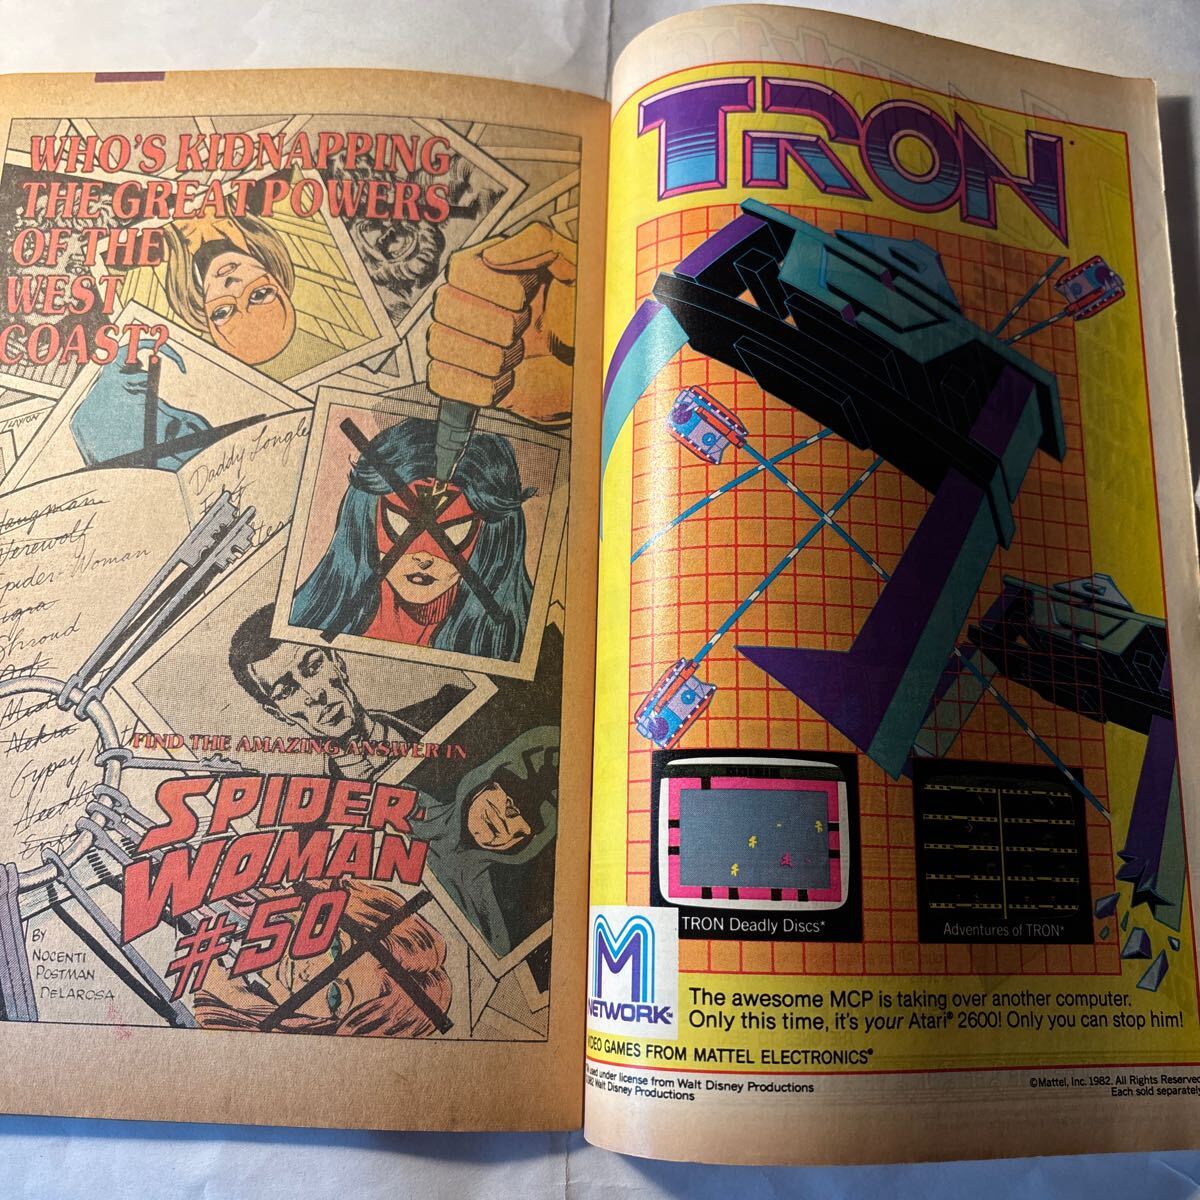 WHO'S KIDNAPPING
THE GREAT POWERS
OF THE
WEST
COAST?
Daddy Longle
Hangman
Werewolf
Spider-Woman
Tigra
Shroud
Nekra
Gypsy
Needle
FIND THE AMAZING ANSWER IN
SPIDER
WOMAN
#50
BY
NOCENTI
POSTMAN
DELAROSA
TRON
TRON Deadly Discs*
Adventures of TRON*
M
NETWORK™
The awesome MCP is taking over another computer.
Only this time, it's your Atari® 2600! Only you can stop him!
VIDEO GAMES FROM MATTEL ELECTRONICS®
used under license from Walt Disney Productions
Walt Disney Productions
©Mattel, Inc. 1982. All Rights Reserved
Each sold separately